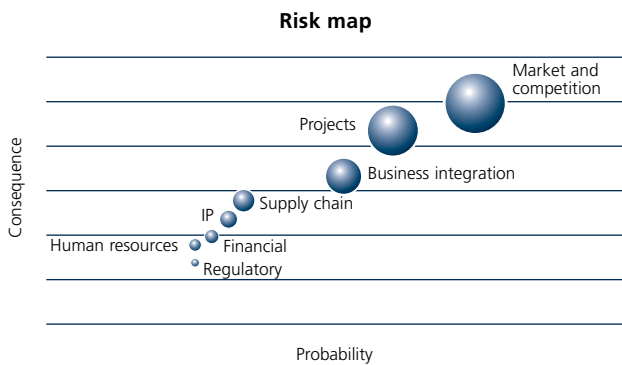 Risk map
Market and
competition
Projects
Business integration
Supply chain
IP
Human resources
Financial
Regulatory
Consequence
Probability